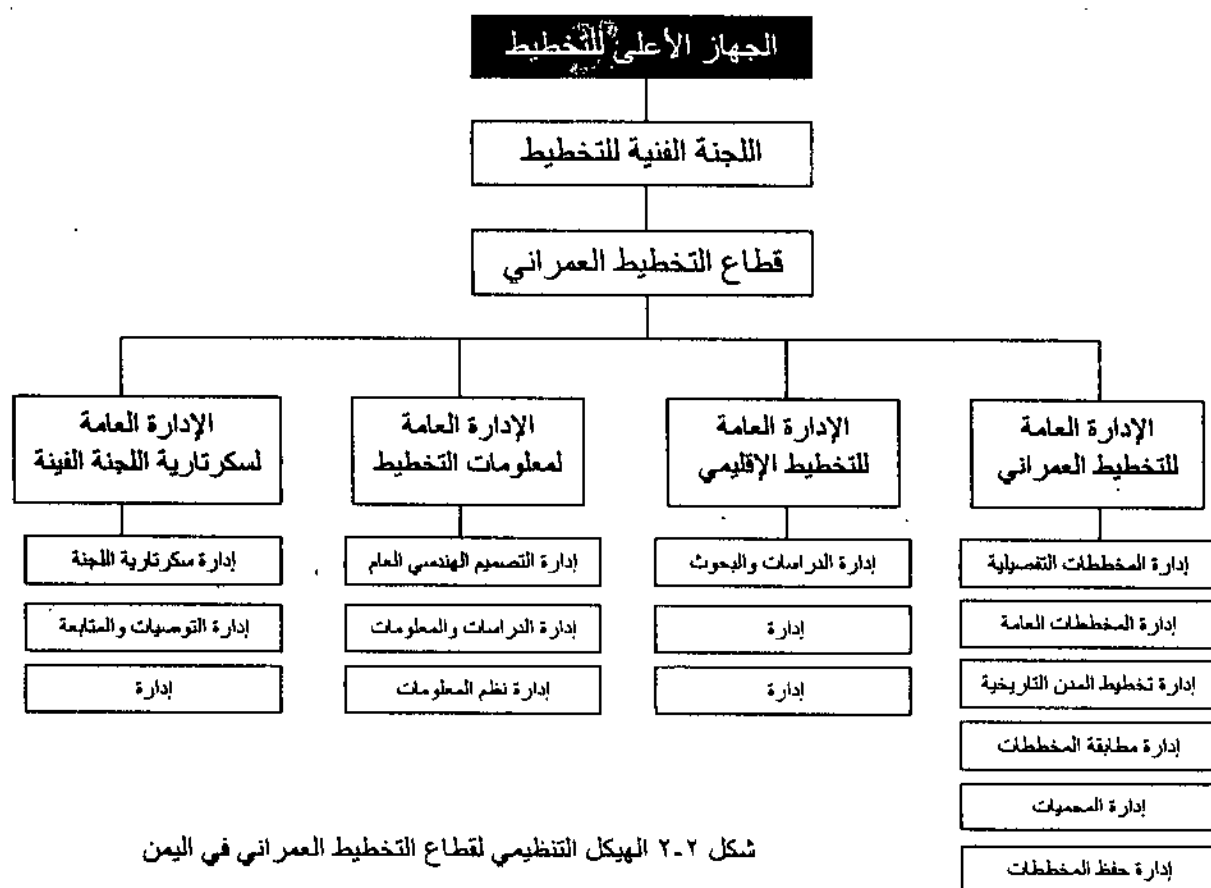 الجهاز الأعلى للتخطيط
اللجنة الفنية للتخطيط
قطاع التخطيط العمراني
الإدارة العامة
للتخطيط العمراني
الإدارة العامة
للتخطيط الإقليمي
الإدارة العامة
لمعلومات التخطيط
الإدارة العامة
لسكرتارية اللجنة الفينة
إدارة المخططات التفصيلية
إدارة المخططات العامة
إدارة تخطيط المدن التاريخية
إدارة مطابقة المخططات
إدارة المحميات
إدارة حفظ المخططات
إدارة الدراسات والبحوث
إدارة
إدارة
إدارة التصميم الهندسي العام
إدارة الدراسات والمعلومات
إدارة نظم المعلومات
إدارة سكرتارية اللجنة
إدارة التوصيات والمتابعة
إدارة
شكل ٢-٢ الهيكل التنظيمي لقطاع التخطيط العمراني في اليمن